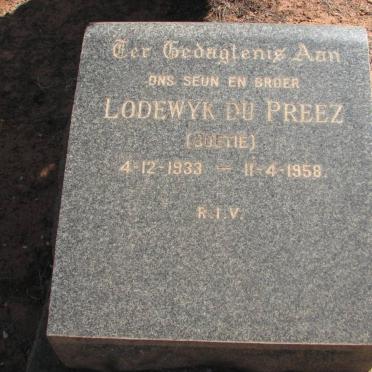 Ter Gedagtenis Aan
ONS SEUN EN BROER
LODEWYK DU PREEZ
(BOETIE)
4-12-1933 — 11-4-1958.
R.I.V.